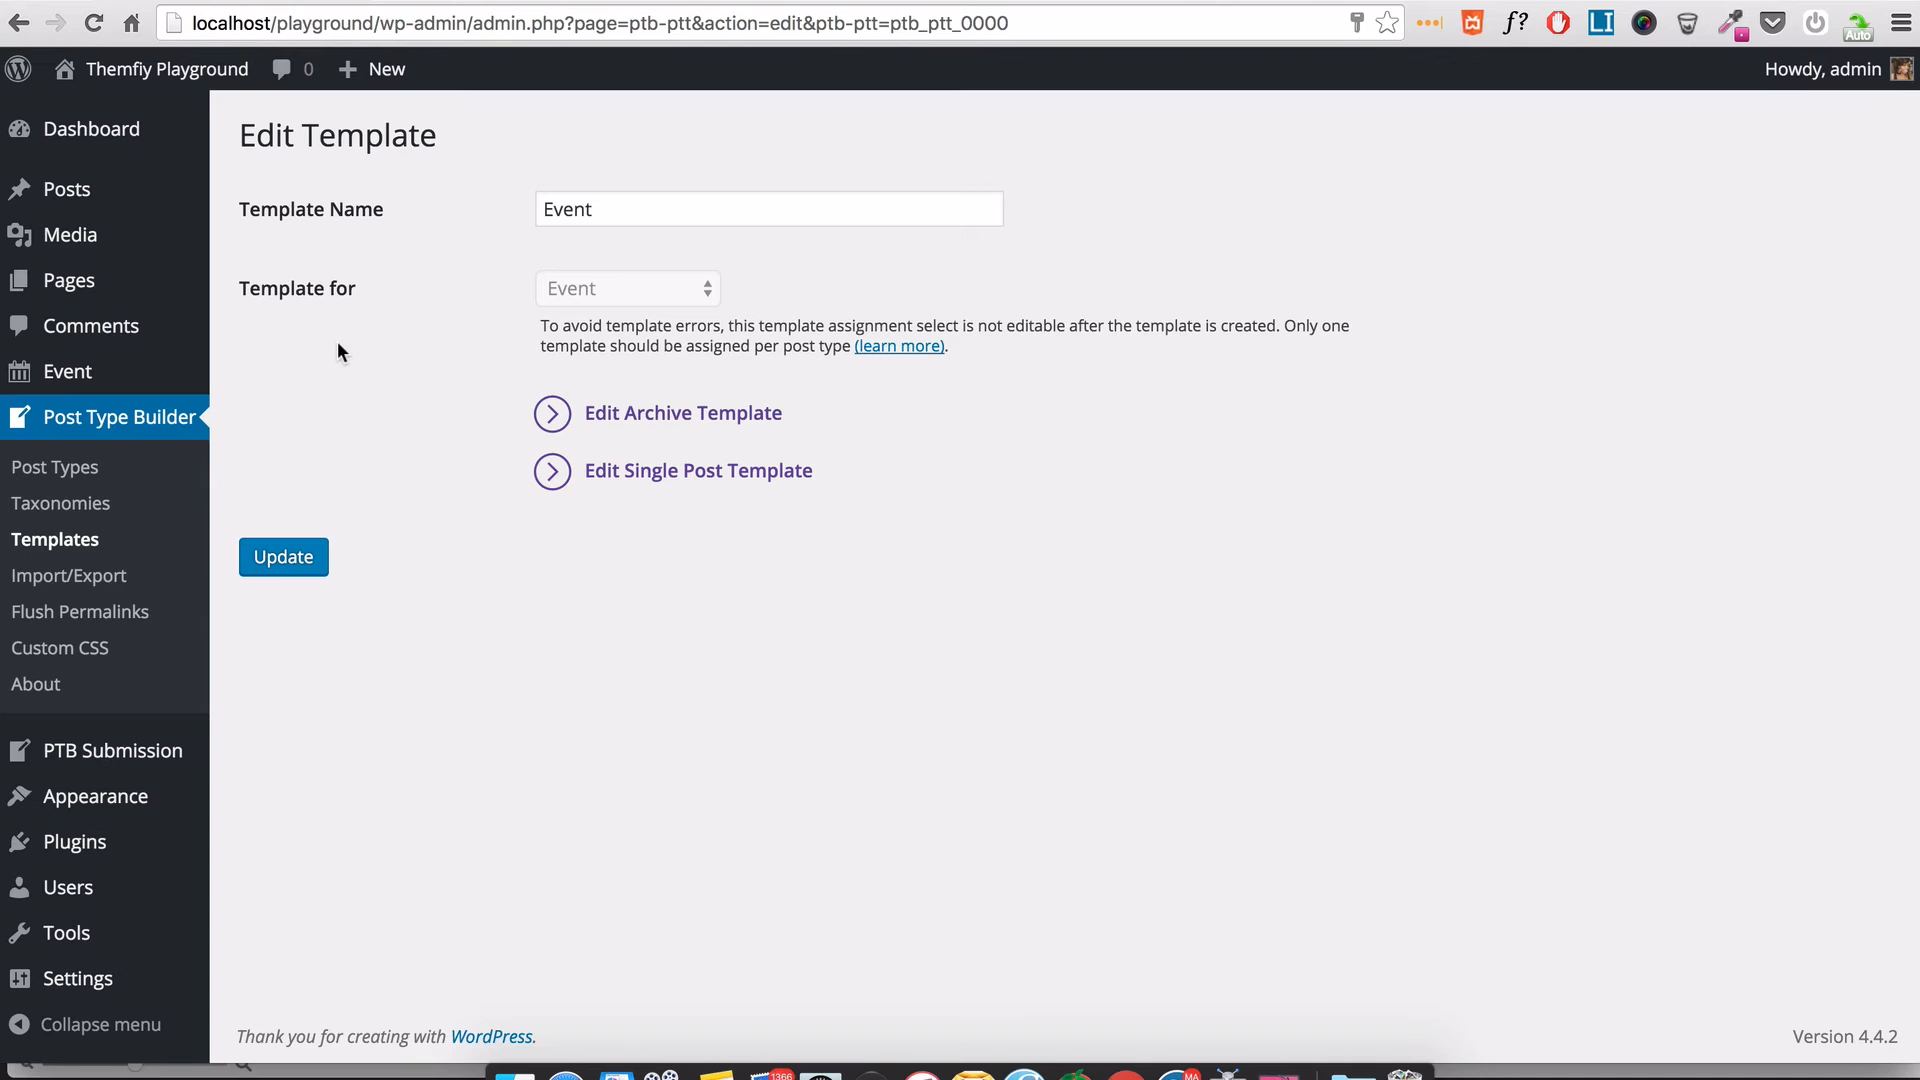 localhost/playground/wp-admin/admin.php?page=ptb-ptt&action=edit&ptb-ptt=ptb_ptt_0000
f?
LI
Auto
Themfiy Playground
0
New
Howdy, admin
Dashboard
Posts
Media
Pages
Comments
Event
Post Type Builder
Post Types
Taxonomies
Templates
Import/Export
Flush Permalinks
Custom CSS
About
PTB Submission
Appearance
Plugins
Users
Tools
Settings
Collapse menu
Edit Template
Template Name
Event
Template for
Event
To avoid template errors, this template assignment select is not editable after the template is created. Only one
template should be assigned per post type (learn more).
Edit Archive Template
Edit Single Post Template
Update
Thank you for creating with WordPress.
Version 4.4.2
1366
MA